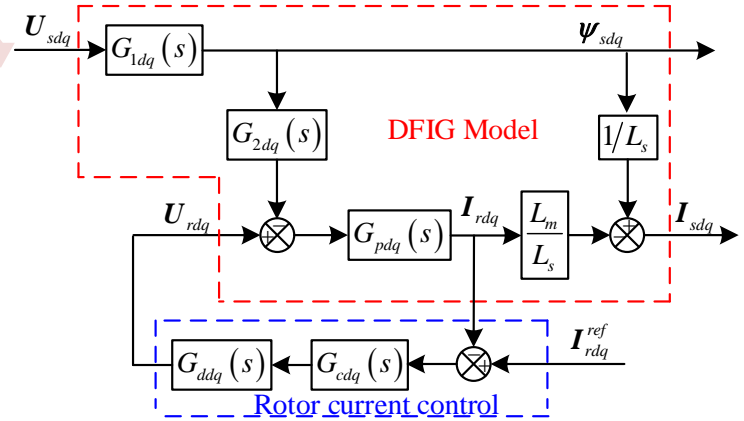 U_sdq
G_1dq(s)
ψ_sdq
G_2dq(s)
DFIG Model
1/L_s
U_rdq
− +
G_pdq(s)
I_rdq
L_m
L_s
+ −
I_sdq
G_ddq(s)
G_cdq(s)
− +
I_rdq^ref
Rotor current control